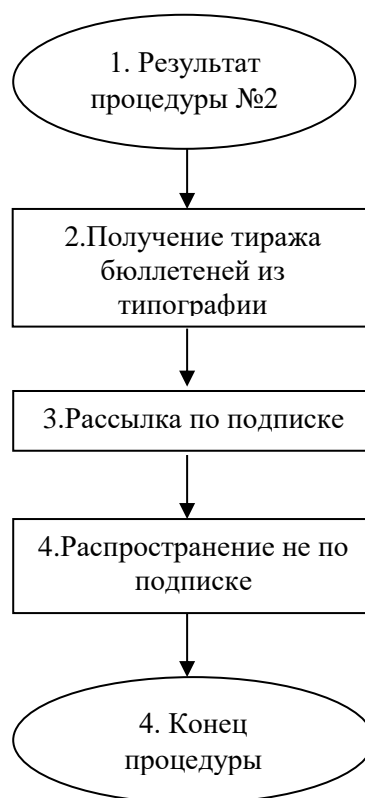 1. Результат
процедуры №2
2.Получение тиража
бюллетеней из
типографии
3.Рассылка по подписке
4.Распространение не по
подписке
4. Конец
процедуры